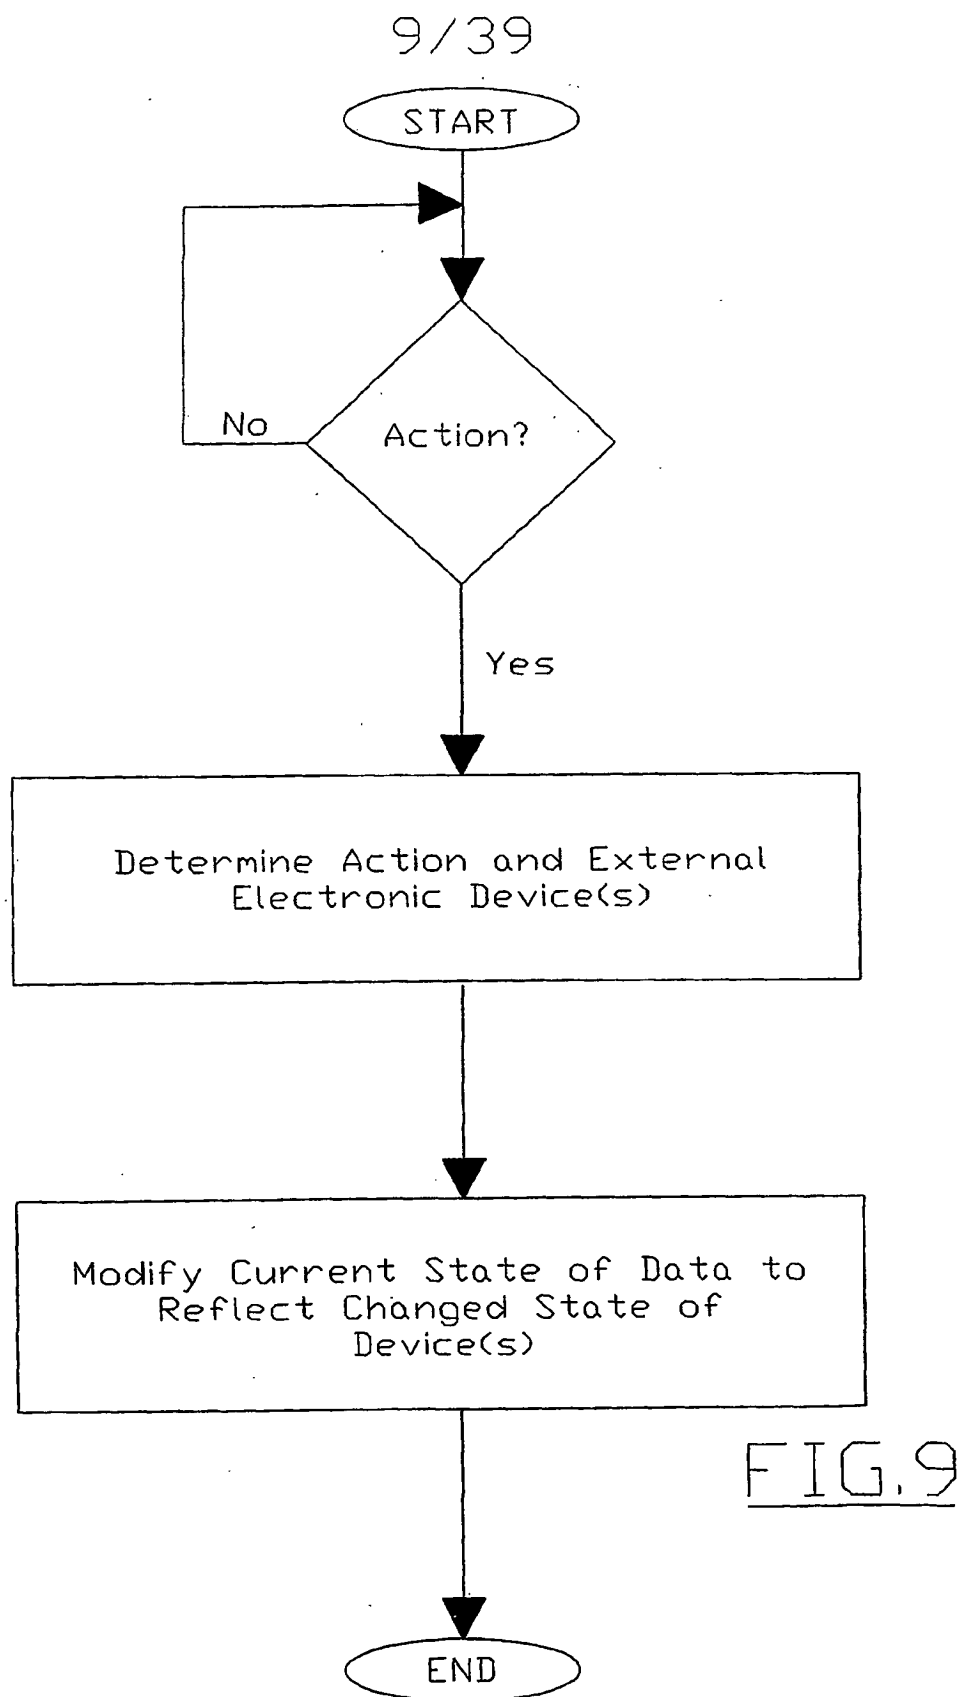 9/39
START
Action?
No
Yes
Determine Action and External
Electronic Device(s)
Modify Current State of Data to
Reflect Changed State of
Device(s)
FIG.9
END